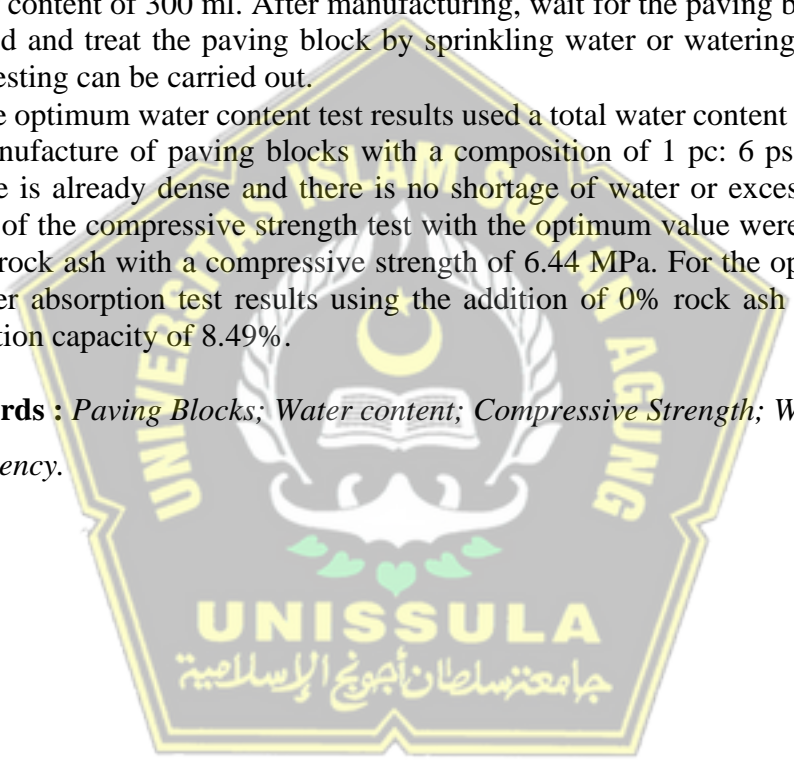 content of 300 ml. After manufacturing, wait for the paving b
d and treat the paving block by sprinkling water or watering
esting can be carried out.
e optimum water content test results used a total water content
nufacture of paving blocks with a composition of 1 pc: 6 ps
e is already dense and there is no shortage of water or exces
of the compressive strength test with the optimum value were
rock ash with a compressive strength of 6.44 MPa. For the op
er absorption test results using the addition of 0% rock ash
tion capacity of 8.49%.
rds : Paving Blocks; Water content; Compressive Strength; W
ency.
UNIVERSITAS ISLAM SULTAN AGUNG
UNISSULA
جامعة سلطان أجونج الإسلامية